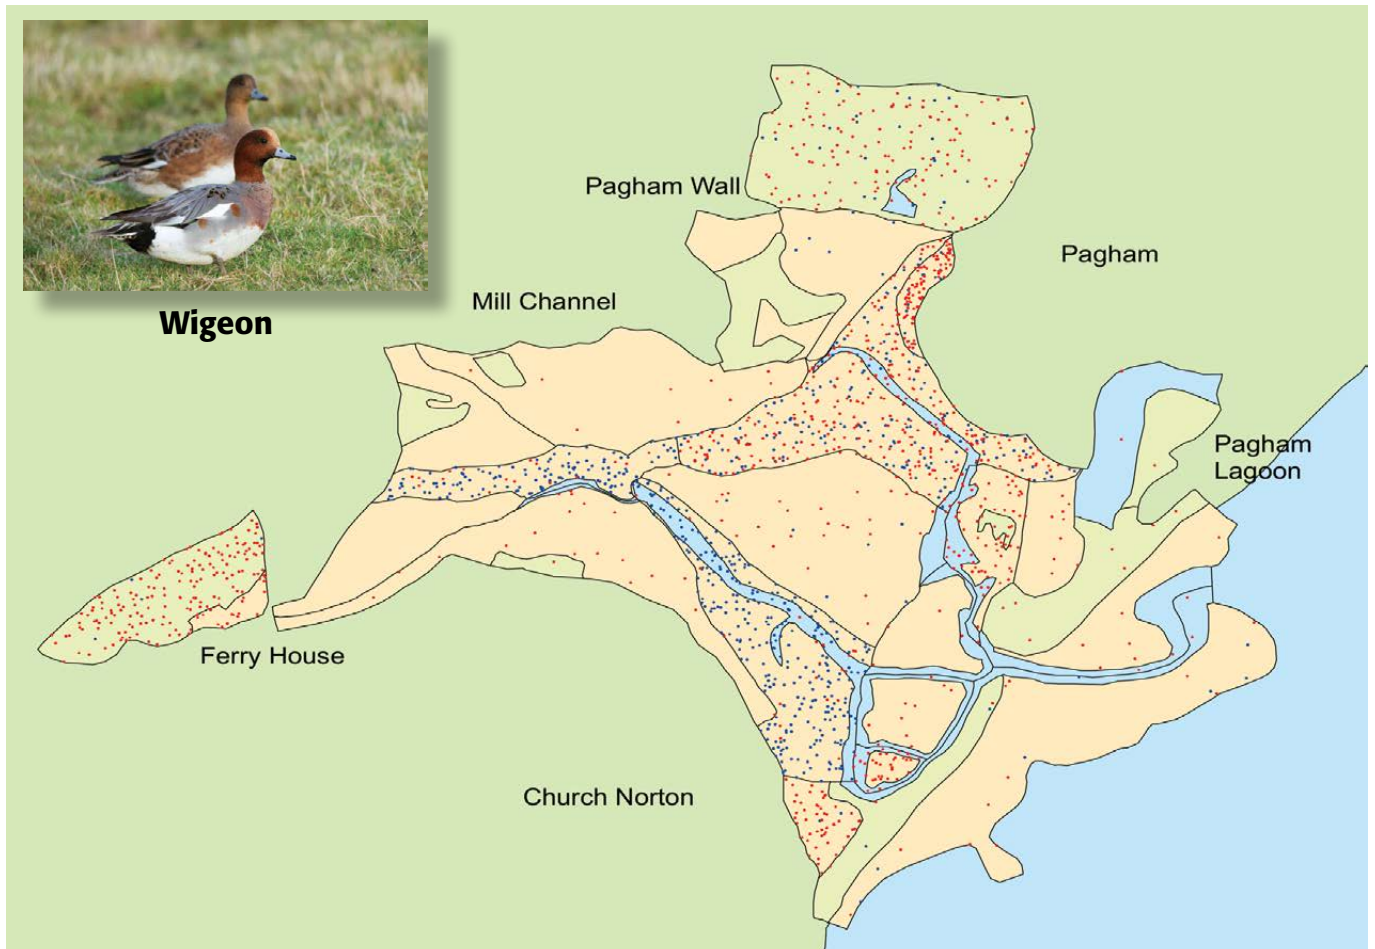 Wigeon
Pagham Wall
Pagham
Mill Channel
Pagham
Lagoon
Ferry House
Church Norton